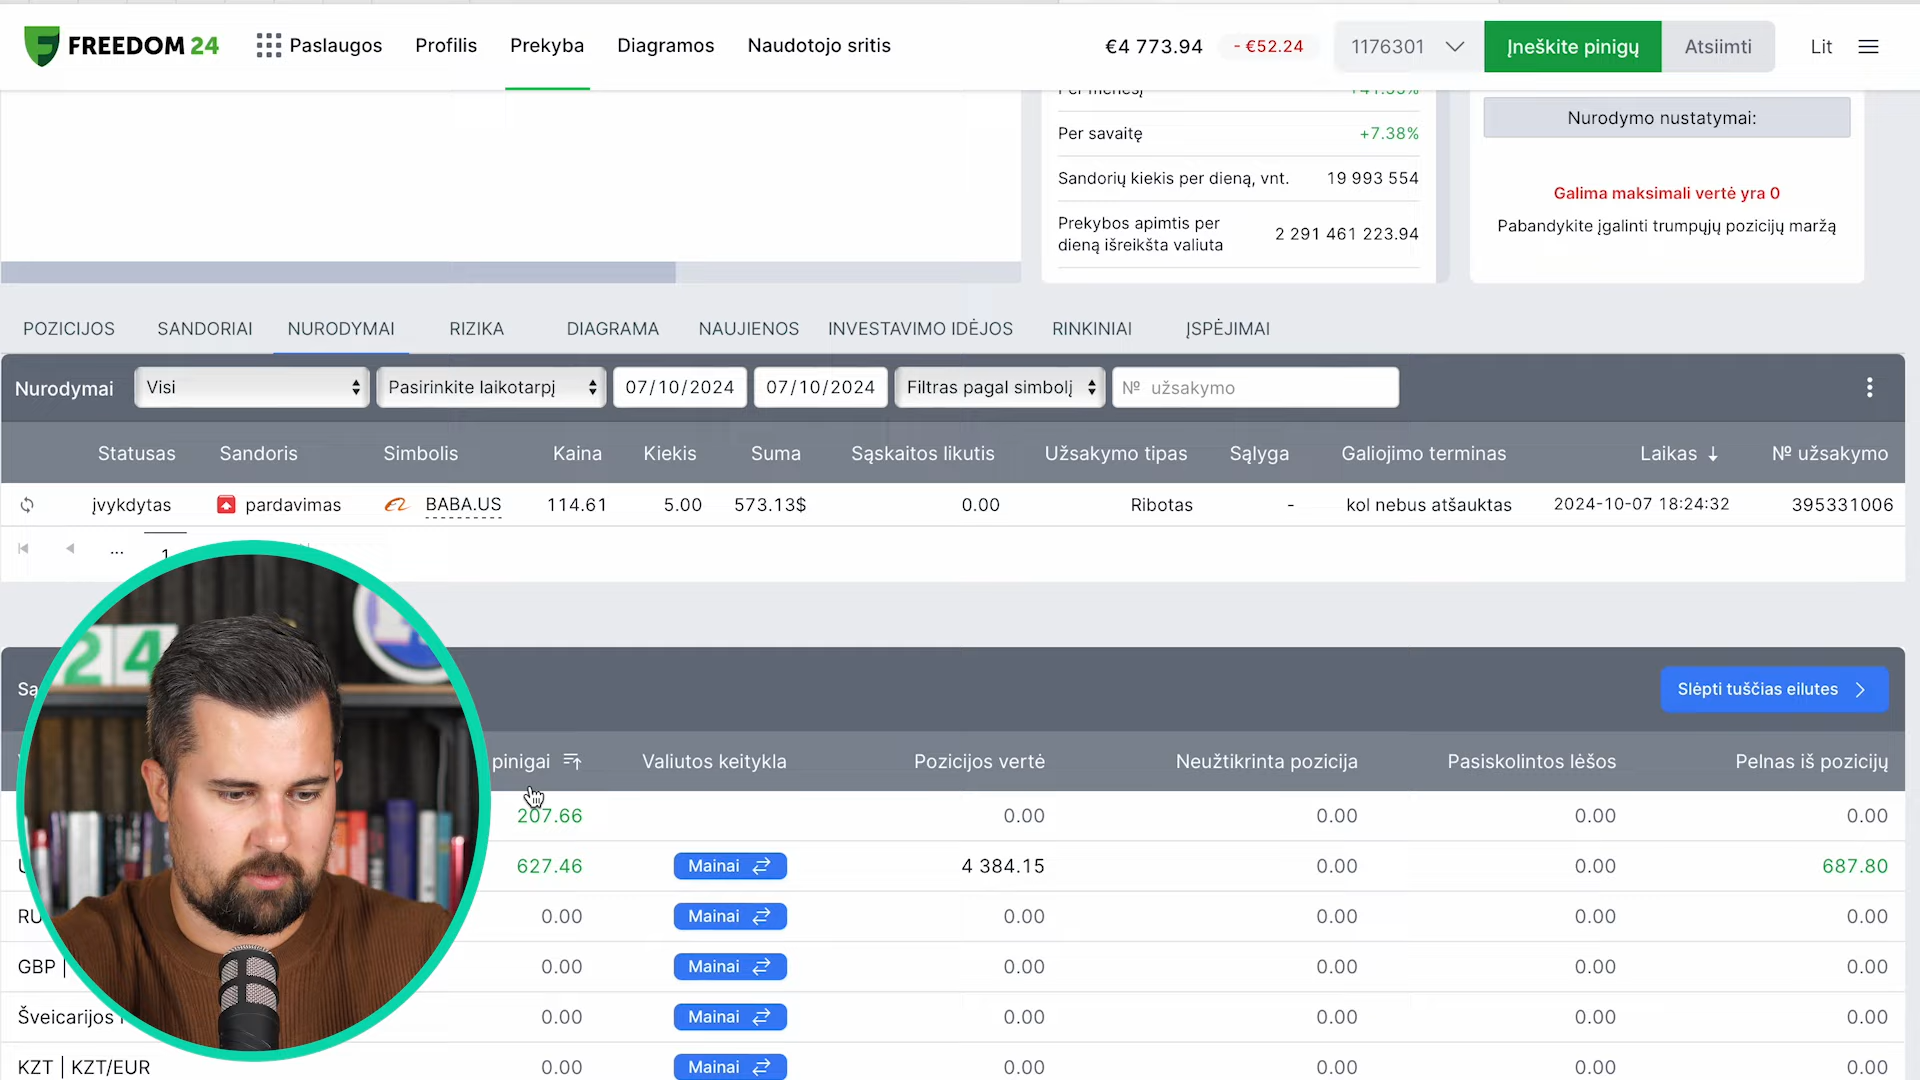 FREEDOM 24 Paslaugos Profilis Prekyba Diagramos Naudotojo sritis €4 773.94 - €52.24 1176301 Įneškite pinigų Atsiimti Lit
Per savaitę +7.38%
Sandorių kiekis per dieną, vnt. 19 993 554
Prekybos apimtis per
dieną išreikšta valiuta 2 291 461 223.94
Nurodymo nustatymai:
Galima maksimali vertė yra 0
Pabandykite įgalinti trumpųjų pozicijų maržą
POZICIJOS SANDORIAI NURODYMAI RIZIKA DIAGRAMA NAUJIENOS INVESTAVIMO IDĖJOS RINKINIAI ĮSPĖJIMAI
Nurodymai Visi Pasirinkite laikotarpį 07/10/2024 07/10/2024 Filtras pagal simbolį № užsakymo
Statusas Sandoris Simbolis Kaina Kiekis Suma Sąskaitos likutis Užsakymo tipas Sąlyga Galiojimo terminas Laikas ↓ № užsakymo
įvykdytas pardavimas BABA.US 114.61 5.00 573.13$ 0.00 Ribotas - kol nebus atšauktas 2024-10-07 18:24:32 395331006
... 1
24
Slėpti tuščias eilutes
pinigai Valiutos keitykla Pozicijos vertė Neužtikrinta pozicija Pasiskolintos lėšos Pelnas iš pozicijų
207.66 0.00 0.00 0.00 0.00
627.46 Mainai 4 384.15 0.00 0.00 687.80
0.00 Mainai 0.00 0.00 0.00 0.00
GBP | 0.00 Mainai 0.00 0.00 0.00 0.00
Šveicarijos 0.00 Mainai 0.00 0.00 0.00 0.00
KZT | KZT/EUR 0.00 Mainai 0.00 0.00 0.00 0.00